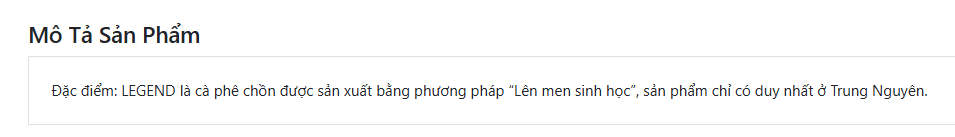 Mô Tả Sản Phẩm
Đặc điểm: LEGEND là cà phê chồn được sản xuất bằng phương pháp “Lên men sinh học”, sản phẩm chỉ có duy nhất ở Trung Nguyên.